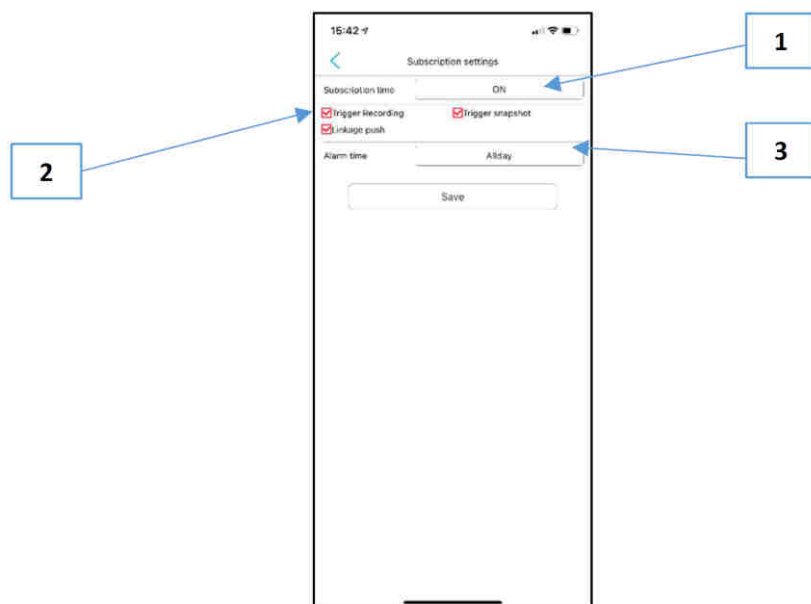 15:42
1
Subscription settings
Subscription time ON
Trigger Recording Trigger snapshot
Linkage push
2
Alarm time Allday
3
Save